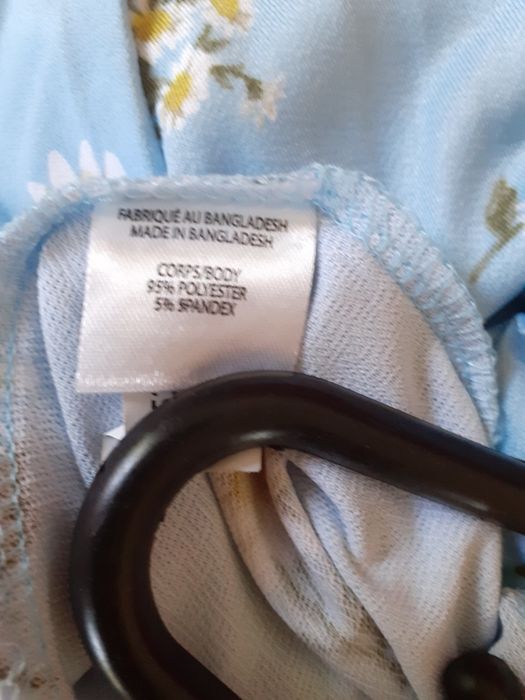 FABRIQUÉ AU BANGLADESH
MADE IN BANGLADESH
CORPS/BODY
95% POLYESTER
5% SPANDEX